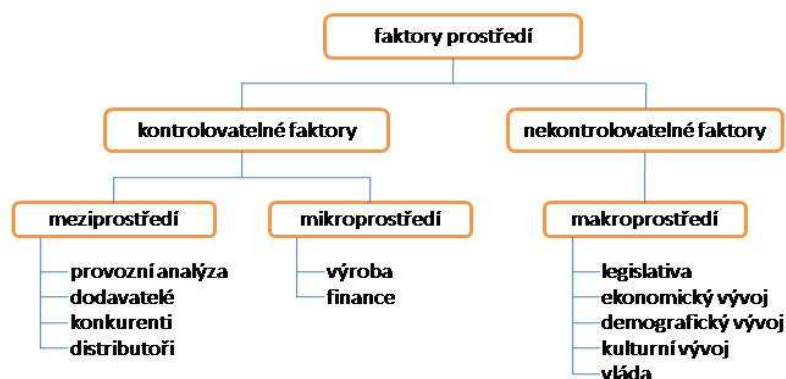 faktory prostředí
kontrolovatelné faktory
nekontrolovatelné faktory
meziprostředí
mikroprostředí
makroprostředí
provozní analýza
dodavatelé
konkurenti
distributoři
výroba
finance
legislativa
ekonomický vývoj
demografický vývoj
kulturní vývoj
vláda